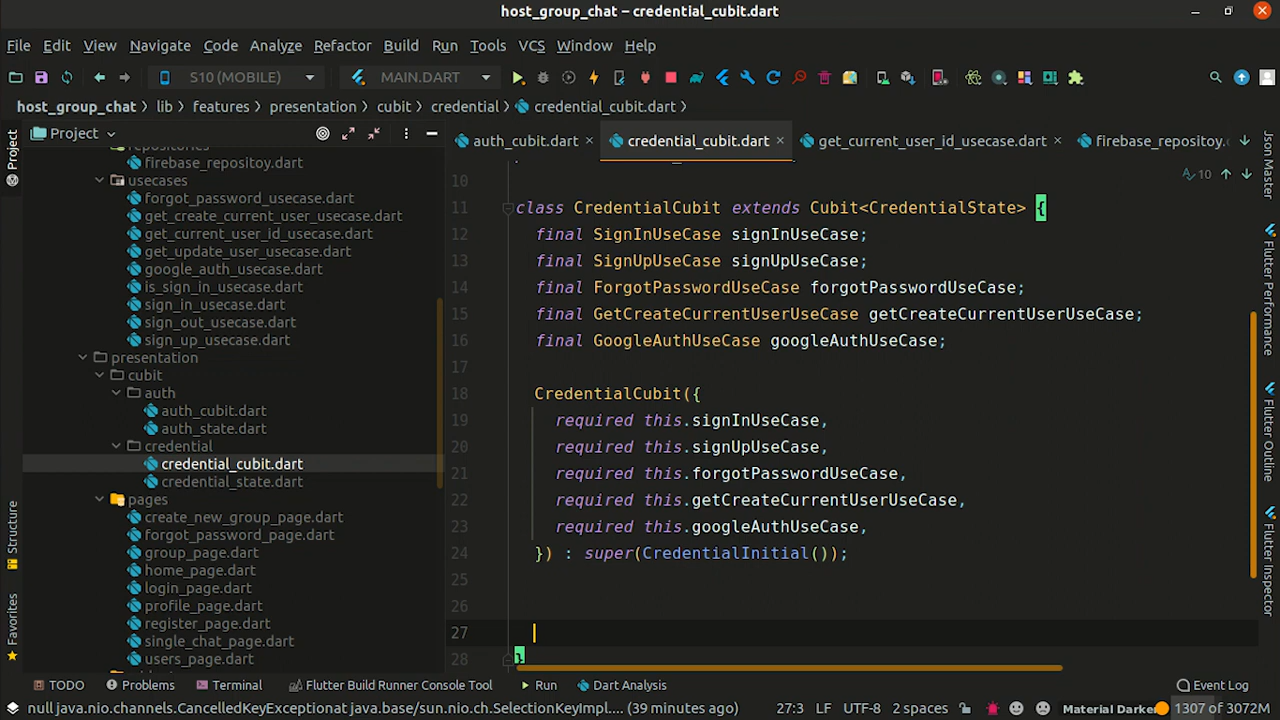 host_group_chat – credential_cubit.dart
File Edit View Navigate Code Analyze Refactor Build Run Tools VCS Window Help
S10 (MOBILE) MAIN.DART
host_group_chat lib features presentation cubit credential credential_cubit.dart
Project
auth_cubit.dart credential_cubit.dart get_current_user_id_usecase.dart firebase_repositoy.
firebase_repositoy.dart
usecases
forgot_password_usecase.dart
get_create_current_user_usecase.dart
get_current_user_id_usecase.dart
get_update_user_usecase.dart
google_auth_usecase.dart
is_sign_in_usecase.dart
sign_in_usecase.dart
sign_out_usecase.dart
sign_up_usecase.dart
presentation
cubit
auth
auth_cubit.dart
auth_state.dart
credential
credential_cubit.dart
credential_state.dart
pages
create_new_group_page.dart
forgot_password_page.dart
group_page.dart
home_page.dart
login_page.dart
profile_page.dart
register_page.dart
single_chat_page.dart
users_page.dart
10
10
11 class CredentialCubit extends Cubit<CredentialState> {
12 final SignInUseCase signInUseCase;
13 final SignUpUseCase signUpUseCase;
14 final ForgotPasswordUseCase forgotPasswordUseCase;
15 final GetCreateCurrentUserUseCase getCreateCurrentUserUseCase;
16 final GoogleAuthUseCase googleAuthUseCase;
17
18 CredentialCubit({
19 required this.signInUseCase,
20 required this.signUpUseCase,
21 required this.forgotPasswordUseCase,
22 required this.getCreateCurrentUserUseCase,
23 required this.googleAuthUseCase,
24 }) : super(CredentialInitial());
25
26
27
28 }
Project
Structure
Favorites
Json Master
Flutter Outline
Flutter Performance
Flutter Inspector
TODO Problems Terminal Flutter Build Runner Console Tool Run Dart Analysis Event Log
null java.nio.channels.CancelledKeyExceptional at java.base/sun.nio.ch.SelectionKeyImpl.... (39 minutes ago) 27:3 LF UTF-8 2 spaces Material Darker 1307 of 3072M